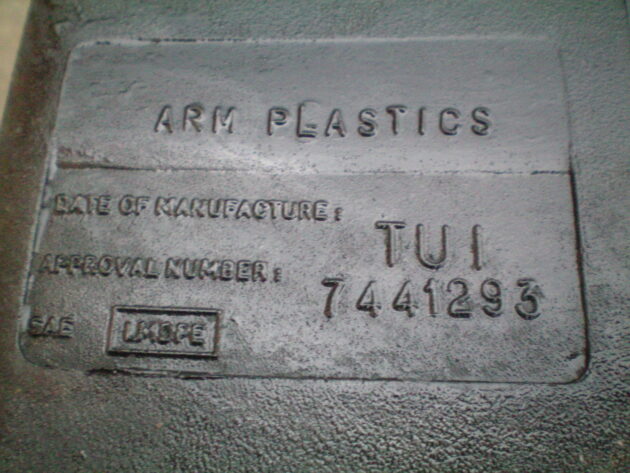 ARM PLASTICS
DATE OF MANUFACTURE :
TUI
APPROVAL NUMBER :
7441293
SAE LMDPE